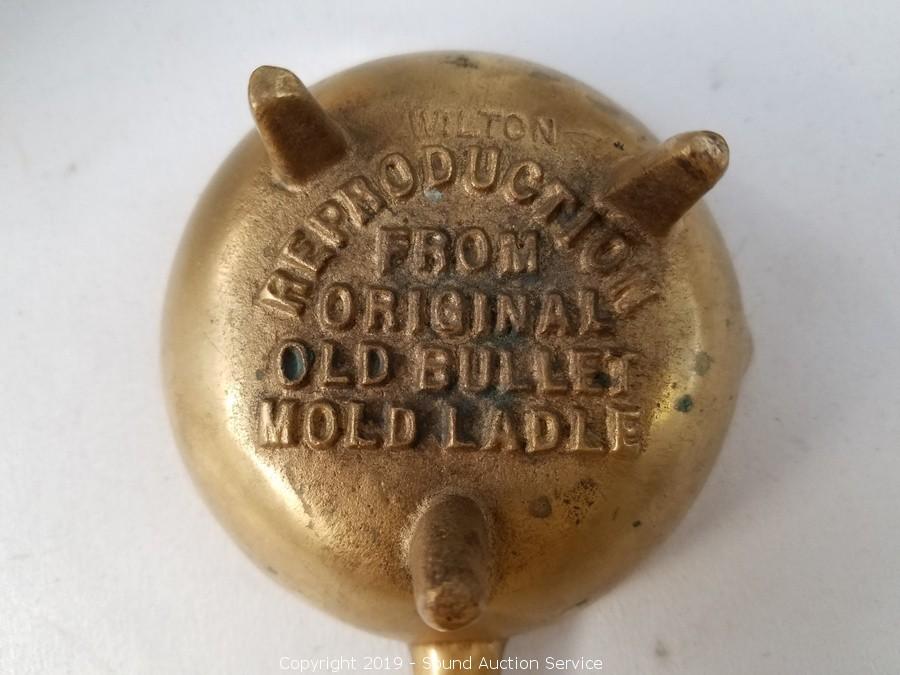 WILTON
REPRODUCTION
FROM
ORIGINAL
OLD BULLET
MOLD LADLE
Copyright 2019 - Sound Auction Service